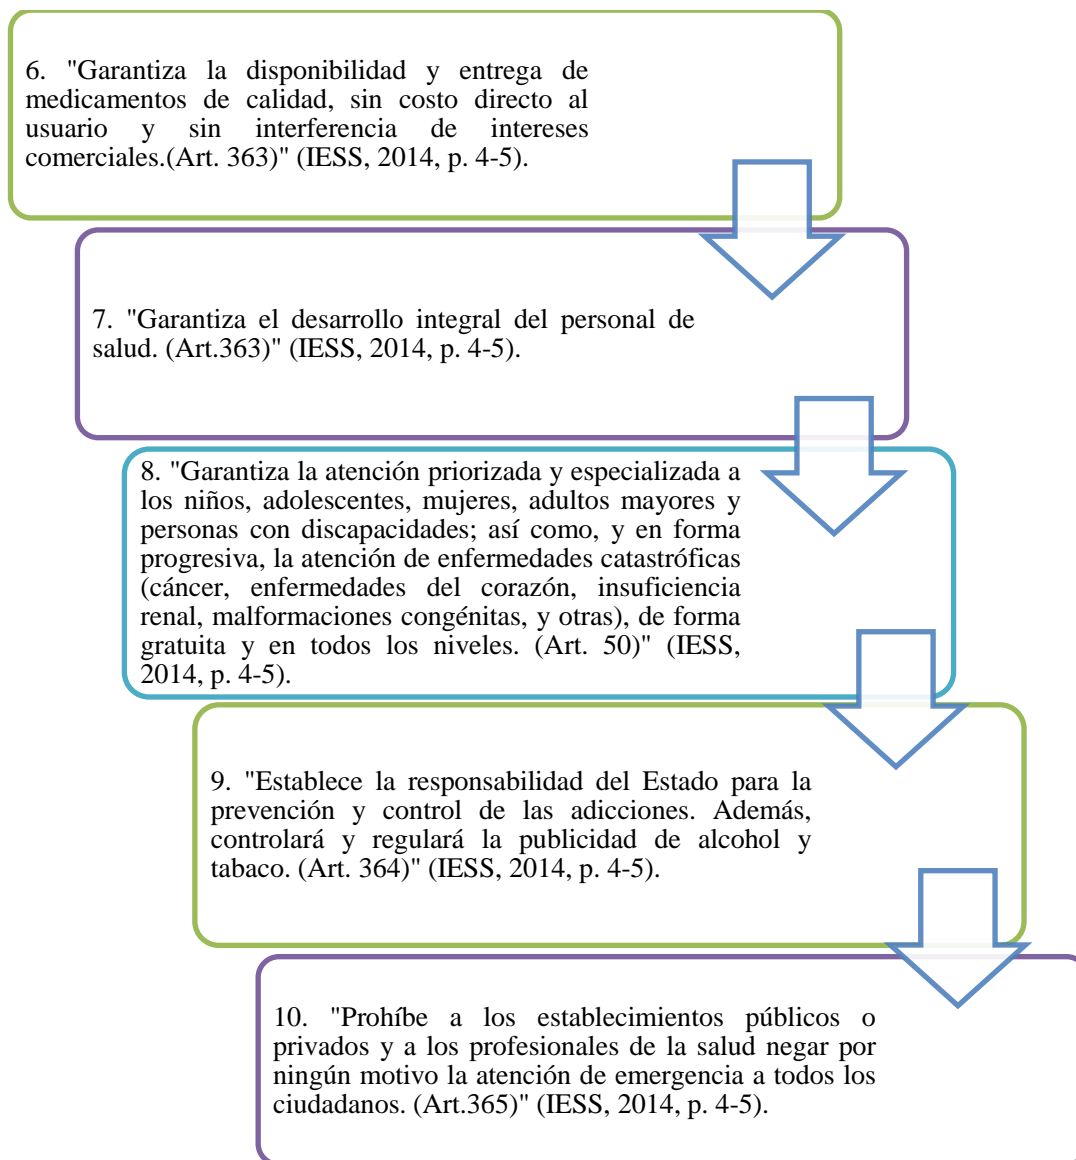 6. "Garantiza la disponibilidad y entrega de
medicamentos de calidad, sin costo directo al
usuario y sin interferencia de intereses
comerciales.(Art. 363)" (IESS, 2014, p. 4-5).
7. "Garantiza el desarrollo integral del personal de
salud. (Art.363)" (IESS, 2014, p. 4-5).
8. "Garantiza la atención priorizada y especializada a
los niños, adolescentes, mujeres, adultos mayores y
personas con discapacidades; así como, y en forma
progresiva, la atención de enfermedades catastróficas
(cáncer, enfermedades del corazón, insuficiencia
renal, malformaciones congénitas, y otras), de forma
gratuita y en todos los niveles. (Art. 50)" (IESS,
2014, p. 4-5).
9. "Establece la responsabilidad del Estado para la
prevención y control de las adicciones. Además,
controlará y regulará la publicidad de alcohol y
tabaco. (Art. 364)" (IESS, 2014, p. 4-5).
10. "Prohíbe a los establecimientos públicos o
privados y a los profesionales de la salud negar por
ningún motivo la atención de emergencia a todos los
ciudadanos. (Art.365)" (IESS, 2014, p. 4-5).